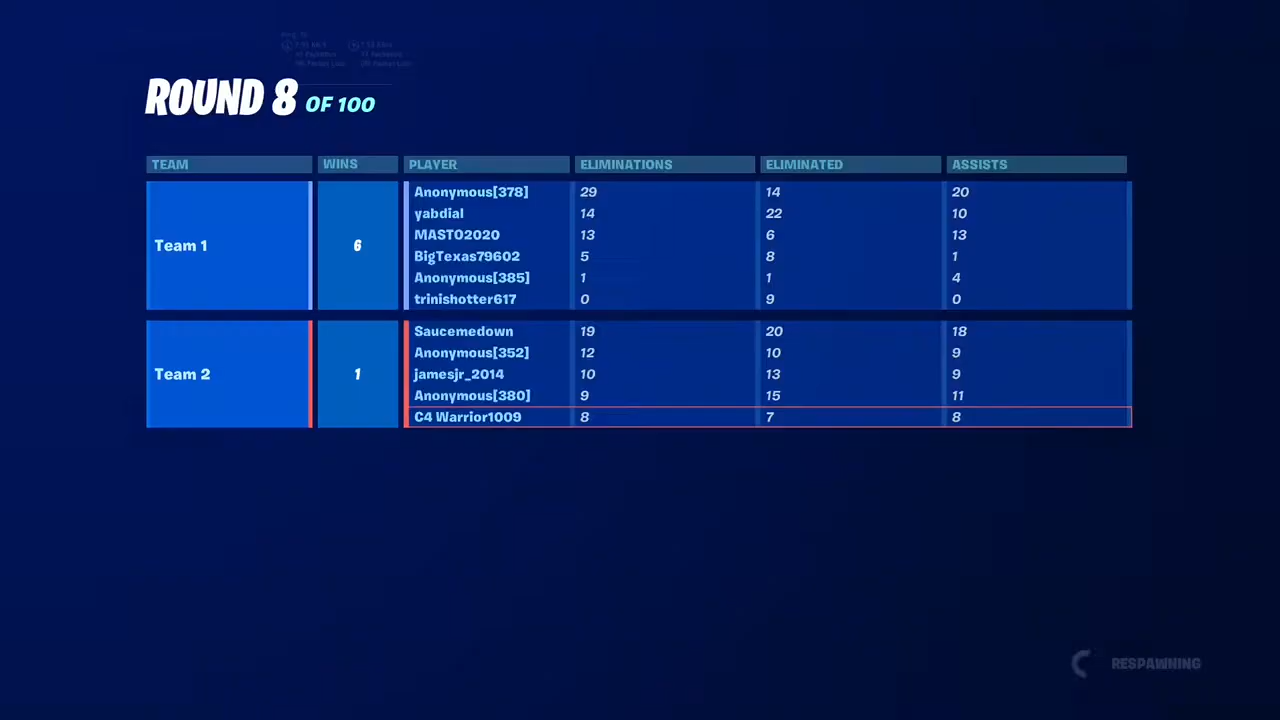 ROUND 8 OF 100
TEAM WINS PLAYER ELIMINATIONS ELIMINATED ASSISTS
Anonymous[378] 29 14 20
yabdial 14 22 10
MASTO2020 13 6 13
Team 1 6
BigTexas79602 5 8 1
Anonymous[385] 1 1 4
trinishotter617 0 9 0
Saucemedown 19 20 18
Anonymous[352] 12 10 9
Team 2 1 jamesjr_2014 10 13 9
Anonymous[380] 9 15 11
C4 Warrior1009 8 7 8
RESPAWNING